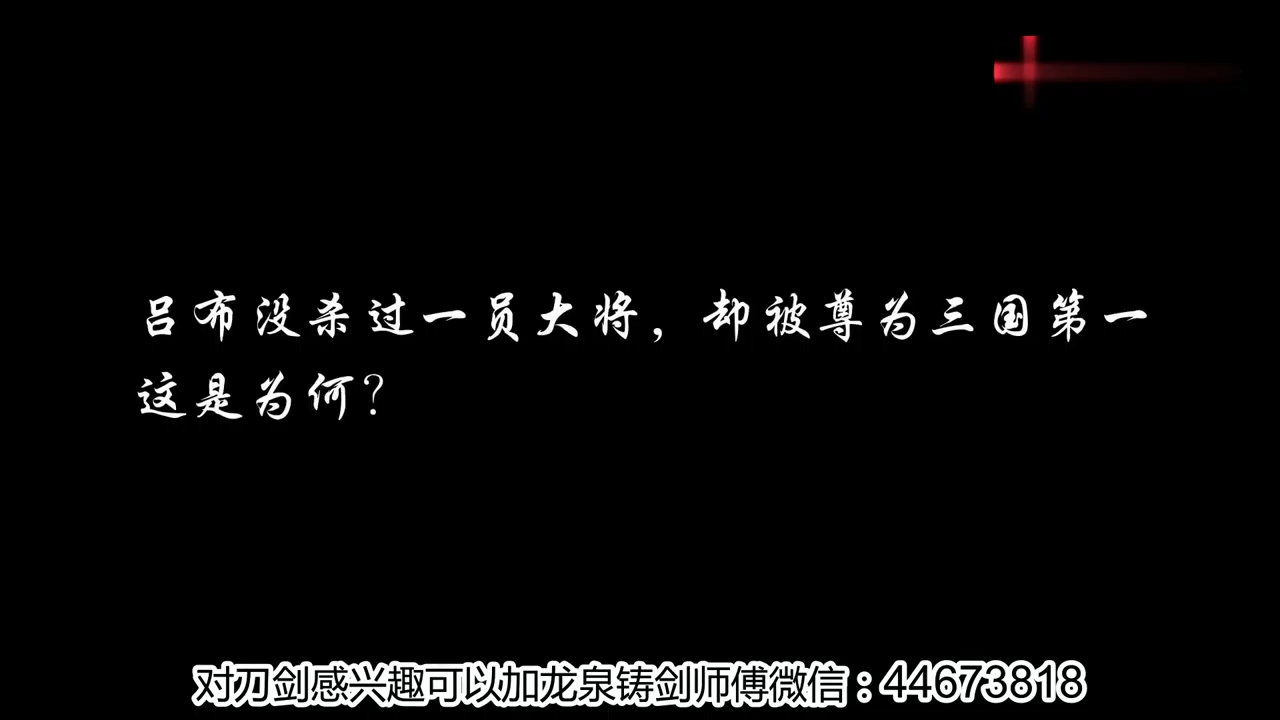 吕布没杀过一员大将，却被尊为三国第一
这是为何？
对刃剑感兴趣可以加龙泉铸剑师傅微信：44673818